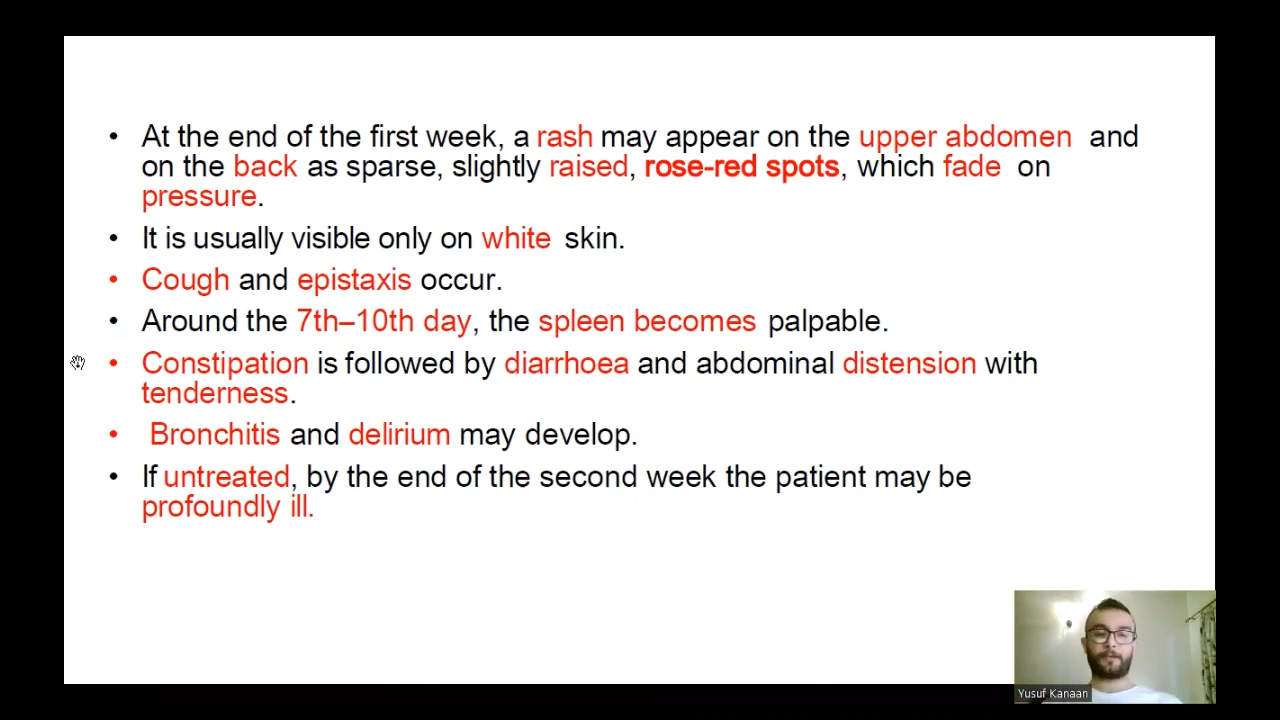 • At the end of the first week, a rash may appear on the upper abdomen and
on the back as sparse, slightly raised, rose-red spots, which fade on
pressure.
• It is usually visible only on white skin.
• Cough and epistaxis occur.
• Around the 7th–10th day, the spleen becomes palpable.
• Constipation is followed by diarrhoea and abdominal distension with
tenderness.
• Bronchitis and delirium may develop.
• If untreated, by the end of the second week the patient may be
profoundly ill.
Yusuf Kanaan